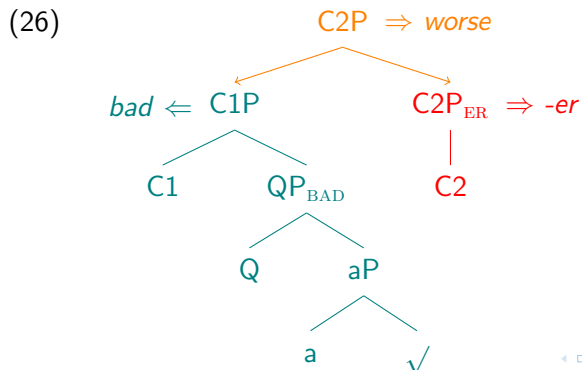 (26) C2P ⇒ worse
bad ⇐ C1P C2P_ER ⇒ -er
C1 QP_BAD C2
Q aP
a √